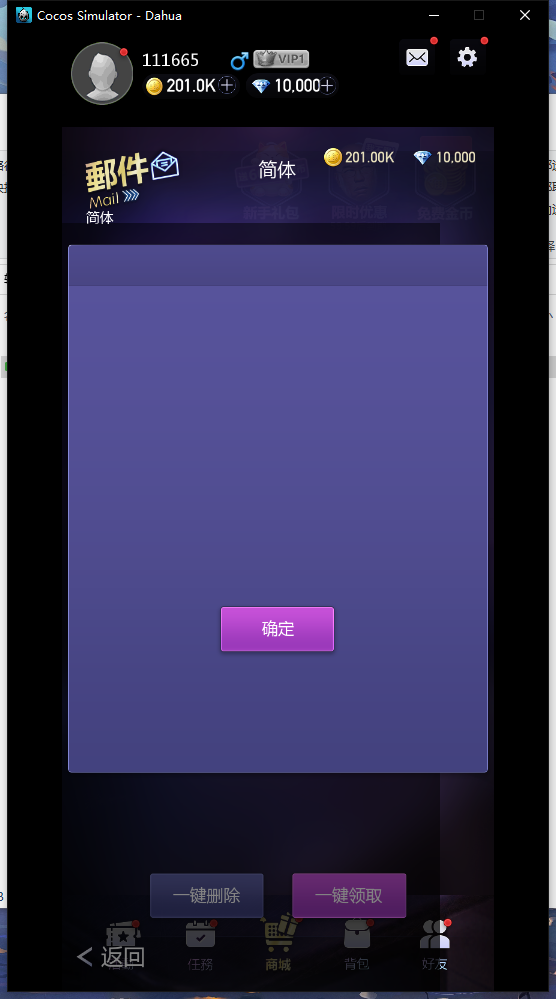 Cocos Simulator - Dahua
111665
VIP1
201.0K
10,000
郵件
Mail
简体
简体
201.00K
10,000
新手礼包
限时优惠
免费金币
确定
一键删除
一键领取
返回
任務
商城
背包
好友